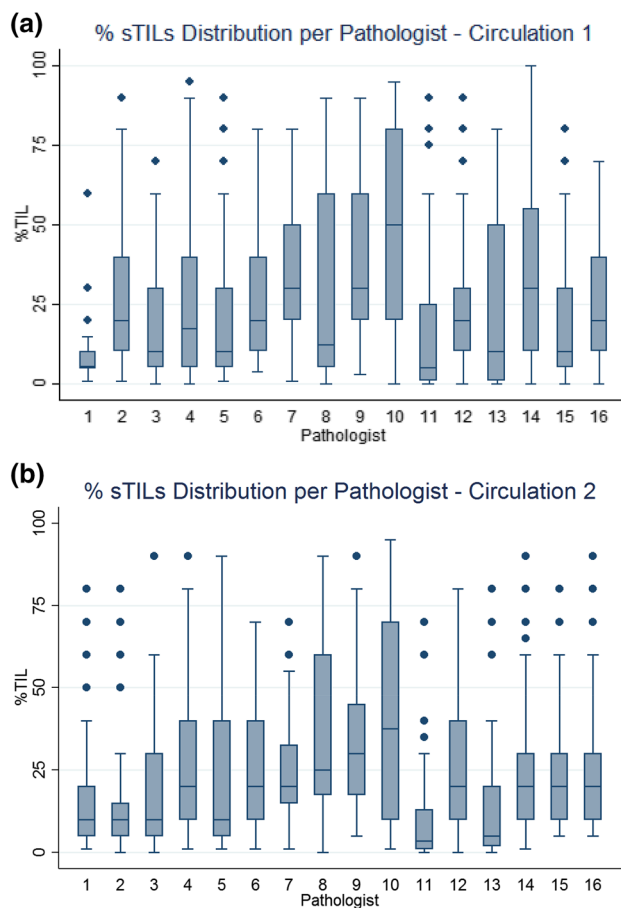 (a)
% sTILs Distribution per Pathologist - Circulation 1
100
75
50
25
0
%TIL
1 2 3 4 5 6 7 8 9 10 11 12 13 14 15 16
Pathologist
(b)
% sTILs Distribution per Pathologist - Circulation 2
100
75
50
25
0
%TIL
1 2 3 4 5 6 7 8 9 10 11 12 13 14 15 16
Pathologist